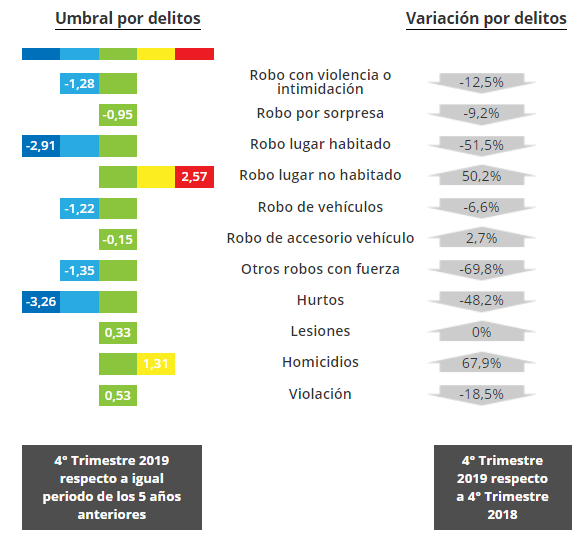 Umbral por delitos
Variación por delitos
-1,28
Robo con violencia o
intimidación
-12,5%
-0,95
Robo por sorpresa
-9,2%
-2,91
Robo lugar habitado
-51,5%
2,57
Robo lugar no habitado
50,2%
-1,22
Robo de vehículos
-6,6%
-0,15
Robo de accesorio vehículo
2,7%
-1,35
Otros robos con fuerza
-69,8%
-3,26
Hurtos
-48,2%
0,33
Lesiones
0%
1,31
Homicidios
67,9%
0,53
Violación
-18,5%
4° Trimestre 2019
respecto a igual
periodo de los 5 años
anteriores
4° Trimestre
2019 respecto
a 4° Trimestre
2018